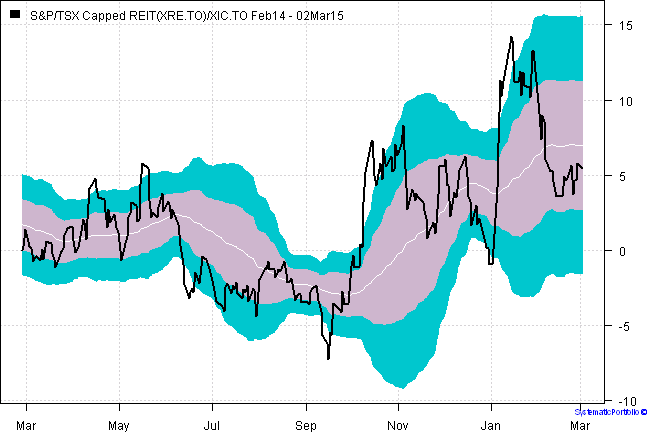 S&P/TSX Capped REIT(XRE.TO)/XIC.TO Feb14 - 02Mar15
15
10
5
0
-5
-10
Mar May Jul Sep Nov Jan Mar
SystematicPortfolio ©